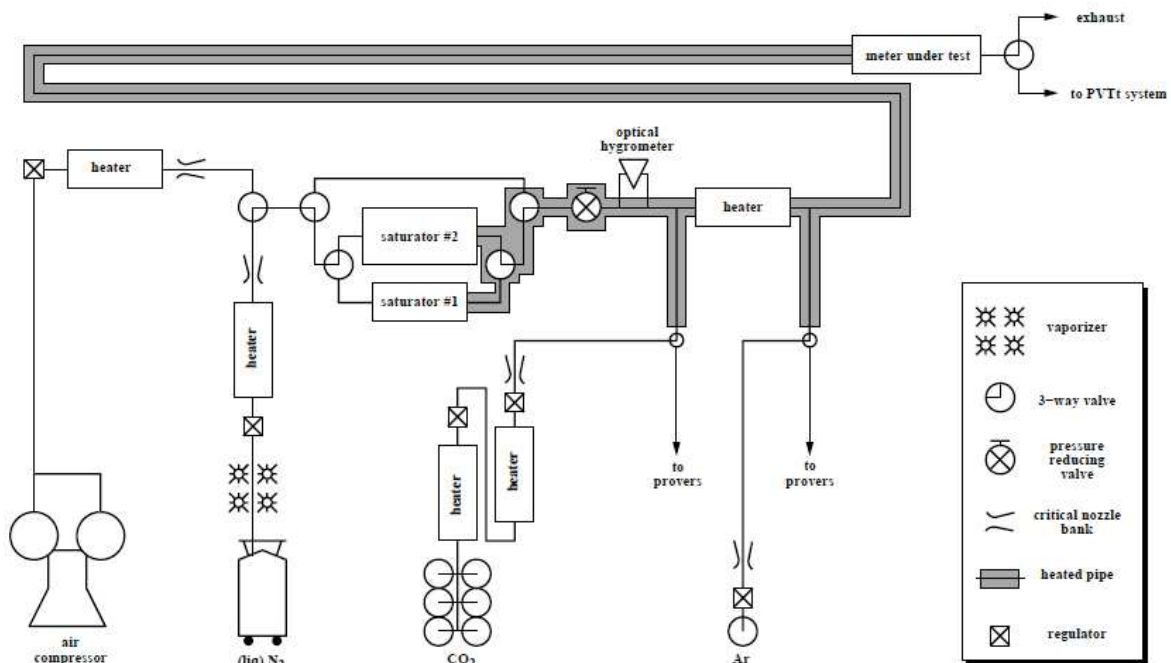 exhaust
meter under test
to PVTt system
optical
hygrometer
heater
heater
saturator #2
saturator #1
heater
heater
heater
to
provers
to
provers
air
compressor
(liq) N2
CO2
Ar
vaporizer
3-way valve
pressure
reducing
valve
critical nozzle
bank
heated pipe
regulator